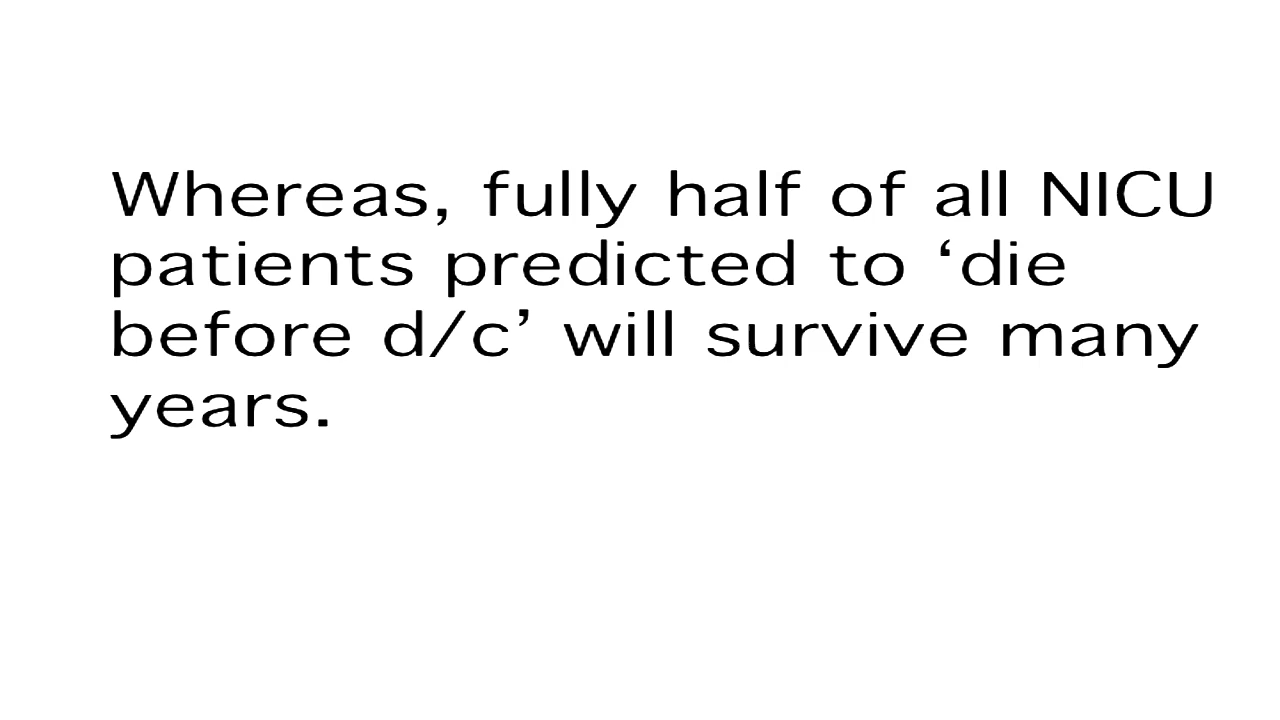 Whereas, fully half of all NICU
patients predicted to ‘die
before d/c’ will survive many
years.